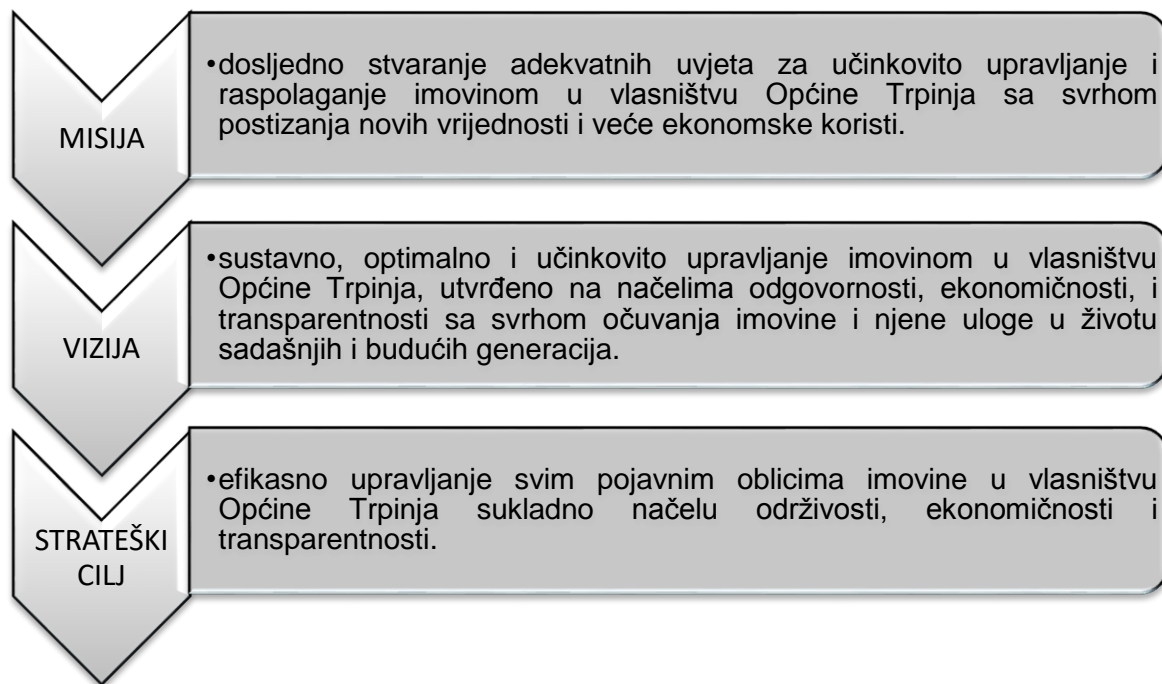 MISIJA
•dosljedno stvaranje adekvatnih uvjeta za učinkovito upravljanje i
raspolaganje imovinom u vlasništvu Općine Trpinja sa svrhom
postizanja novih vrijednosti i veće ekonomske koristi.
VIZIJA
•sustavno, optimalno i učinkovito upravljanje imovinom u vlasništvu
Općine Trpinja, utvrđeno na načelima odgovornosti, ekonomičnosti, i
transparentnosti sa svrhom očuvanja imovine i njene uloge u životu
sadašnjih i budućih generacija.
STRATEŠKI
CILJ
•efikasno upravljanje svim pojavnim oblicima imovine u vlasništvu
Općine Trpinja sukladno načelu održivosti, ekonomičnosti i
transparentnosti.